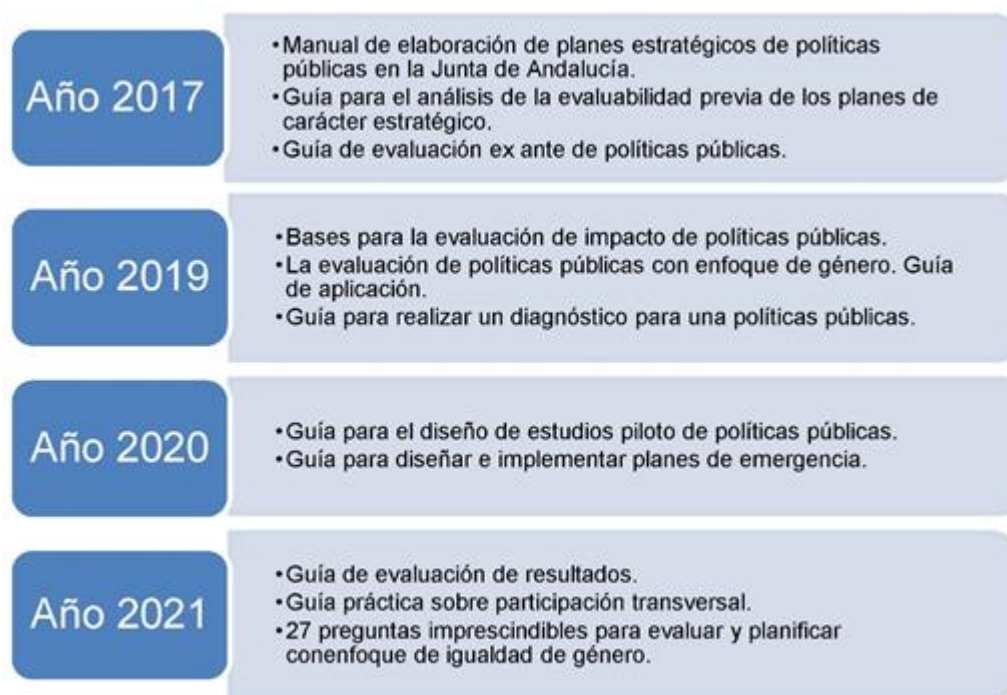 Año 2017
•Manual de elaboración de planes estratégicos de políticas
públicas en la Junta de Andalucía.
•Guía para el análisis de la evaluabilidad previa de los planes de
carácter estratégico.
•Guía de evaluación ex ante de políticas públicas.
Año 2019
•Bases para la evaluación de impacto de políticas públicas.
•La evaluación de políticas públicas con enfoque de género. Guía
de aplicación.
•Guía para realizar un diagnóstico para una políticas públicas.
Año 2020
•Guía para el diseño de estudios piloto de políticas públicas.
•Guía para diseñar e implementar planes de emergencia.
Año 2021
•Guía de evaluación de resultados.
•Guía práctica sobre participación transversal.
•27 preguntas imprescindibles para evaluar y planificar
conenfoque de igualdad de género.